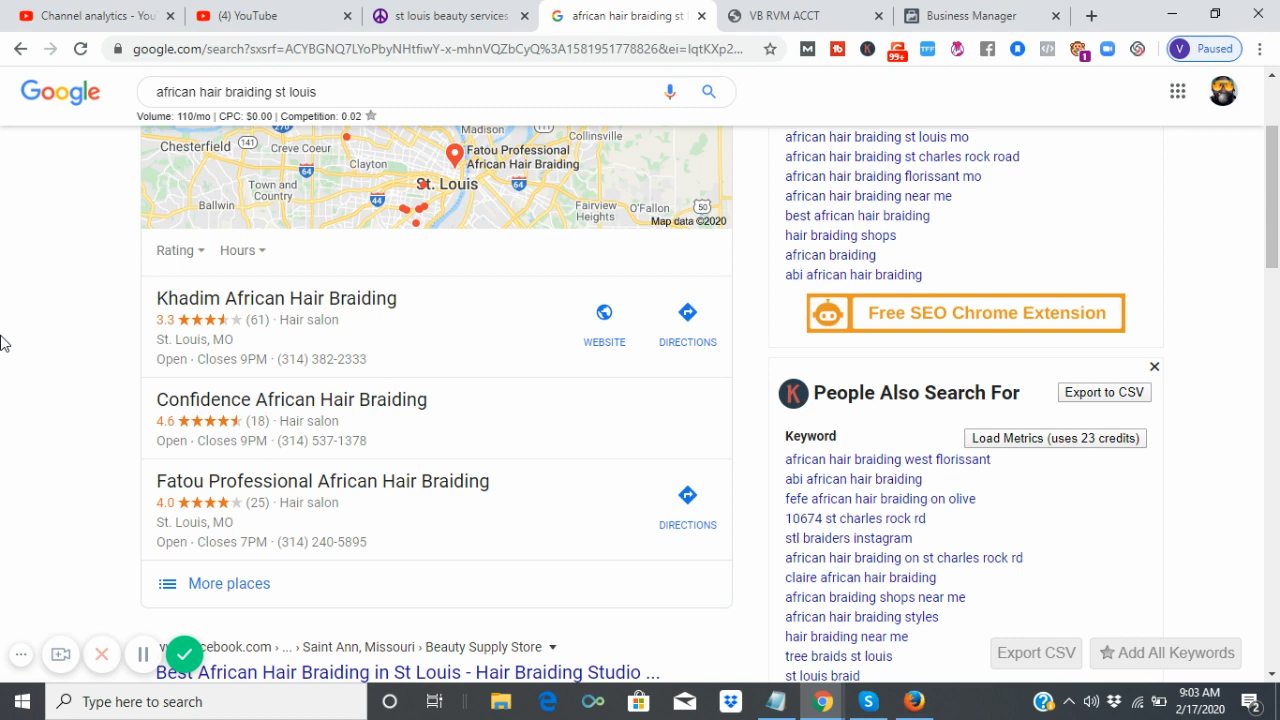 Channel analytics - You
(4) YouTube
st louis beauty services
african hair braiding st l
VB RVM ACCT
Business Manager
google.com/search?sxsrf=ACYBGNQ7LYoPbyNHtfiwY-x-mhnVQZbCyQ%3A1581951778826&ei=IqtKXp2...
99+
1
V Paused
Google
african hair braiding st louis
Volume: 110/mo | CPC: $0.00 | Competition: 0.02
Madison
Collinsville
Chesterfield
Creve Coeur
Clayton
Fatou Professional
African Hair Braiding
Town and
Country
St. Louis
Ballwin
Fairview
Heights
O'Fallon
Map data ©2020
270
141
64
111
64
44
50
Rating
Hours
Khadim African Hair Braiding
3.3 (61) · Hair salon
St. Louis, MO
Open · Closes 9PM · (314) 382-2333
WEBSITE
DIRECTIONS
Confidence African Hair Braiding
4.6 (18) · Hair salon
Open · Closes 9PM · (314) 537-1378
Fatou Professional African Hair Braiding
4.0 (25) · Hair salon
St. Louis, MO
Open · Closes 7PM · (314) 240-5895
DIRECTIONS
More places
facebook.com › ... › Saint Ann, Missouri › Beauty Supply Store
Best African Hair Braiding in St Louis - Hair Braiding Studio ...
african hair braiding st louis mo
african hair braiding st charles rock road
african hair braiding florissant mo
african hair braiding near me
best african hair braiding
hair braiding shops
african braiding
abi african hair braiding
Free SEO Chrome Extension
K People Also Search For
Export to CSV
Keyword
Load Metrics (uses 23 credits)
african hair braiding west florissant
abi african hair braiding
fefe african hair braiding on olive
10674 st charles rock rd
stl braiders instagram
african hair braiding on st charles rock rd
claire african hair braiding
african braiding shops near me
african hair braiding styles
hair braiding near me
tree braids st louis
st louis braid
Export CSV
Add All Keywords
Type here to search
9:03 AM
2/17/2020
2